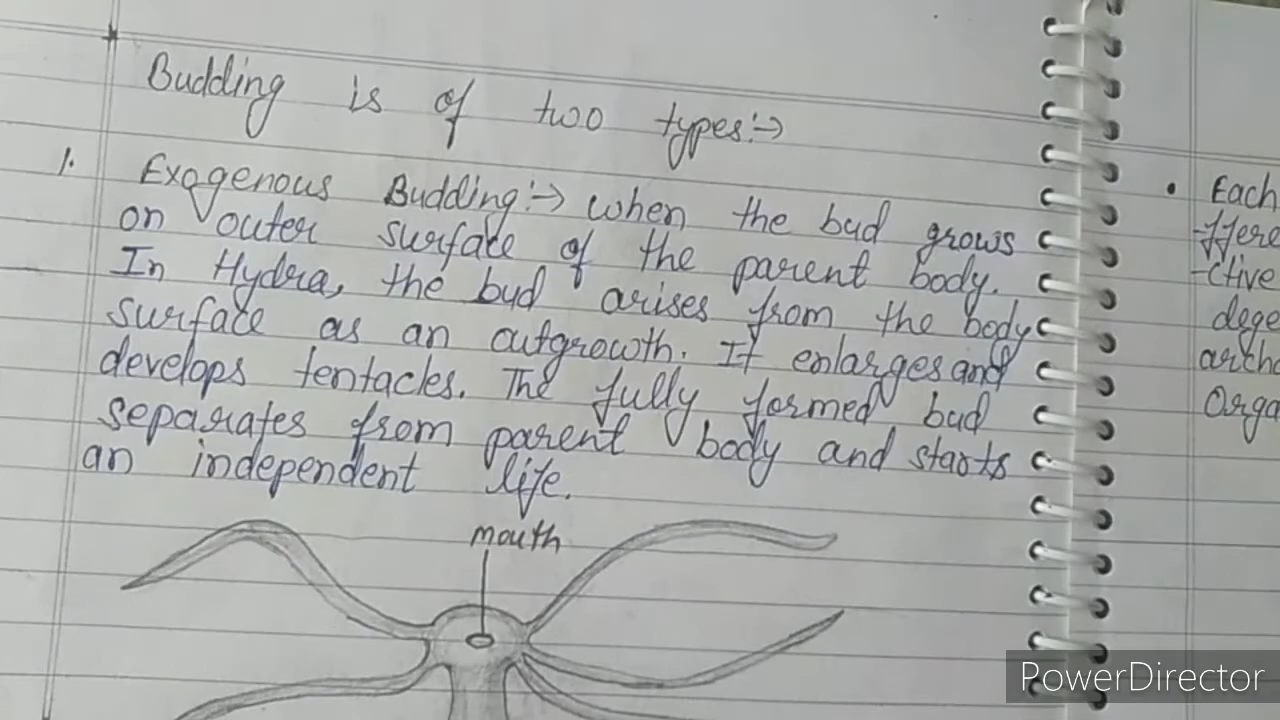 Budding is of two types:→
1. Exogenous Budding:→ when the bud grows
on outer surface of the parent body.
In Hydra, the bud arises from the body
surface as an outgrowth. It enlarges and
develops tentacles. The fully formed bud
separates from parent body and starts
an independent life.
mouth
• Each
-ffere
-ctive
dege
Orga
PowerDirector